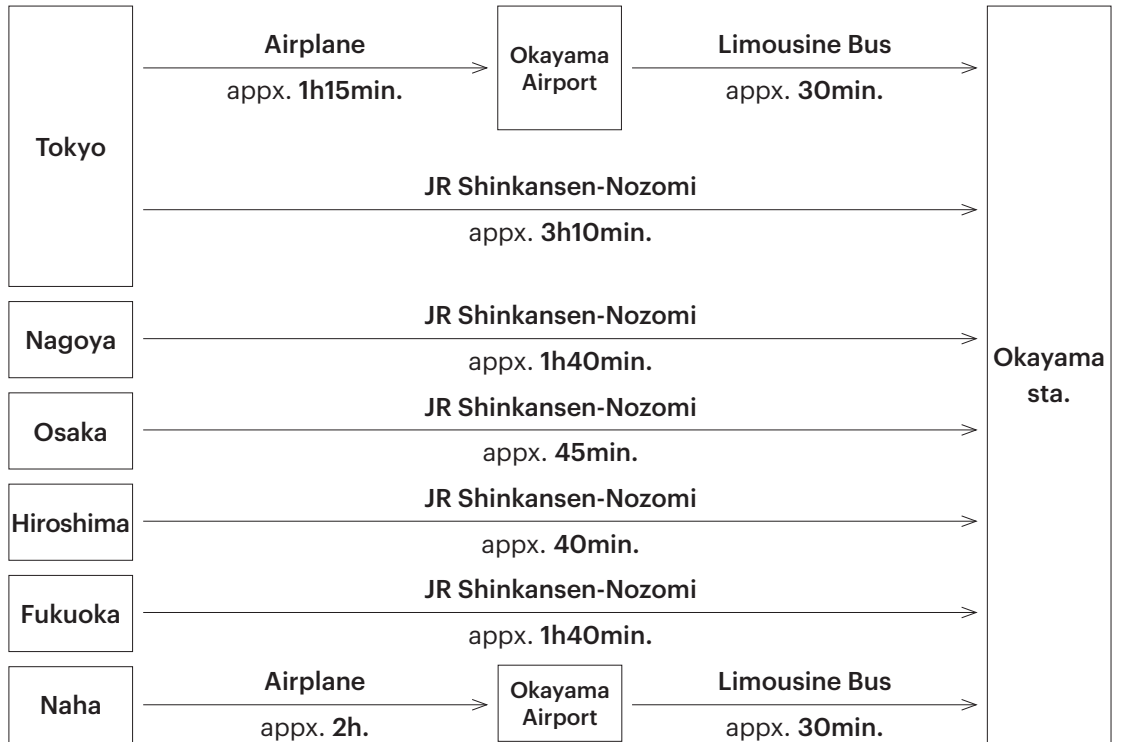 Tokyo
Airplane
appx. 1h15min.
Okayama
Airport
Limousine Bus
appx. 30min.
JR Shinkansen-Nozomi
appx. 3h10min.
Nagoya
JR Shinkansen-Nozomi
appx. 1h40min.
Osaka
JR Shinkansen-Nozomi
appx. 45min.
Hiroshima
JR Shinkansen-Nozomi
appx. 40min.
Fukuoka
JR Shinkansen-Nozomi
appx. 1h40min.
Naha
Airplane
appx. 2h.
Okayama
Airport
Limousine Bus
appx. 30min.
Okayama
sta.